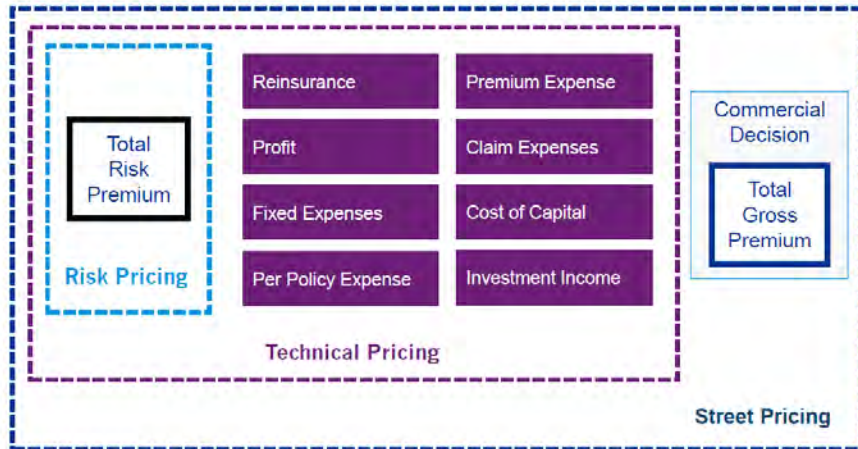 Total
Risk
Premium
Risk Pricing
Reinsurance
Premium Expense
Profit
Claim Expenses
Fixed Expenses
Cost of Capital
Per Policy Expense
Investment Income
Technical Pricing
Commercial
Decision
Total
Gross
Premium
Street Pricing